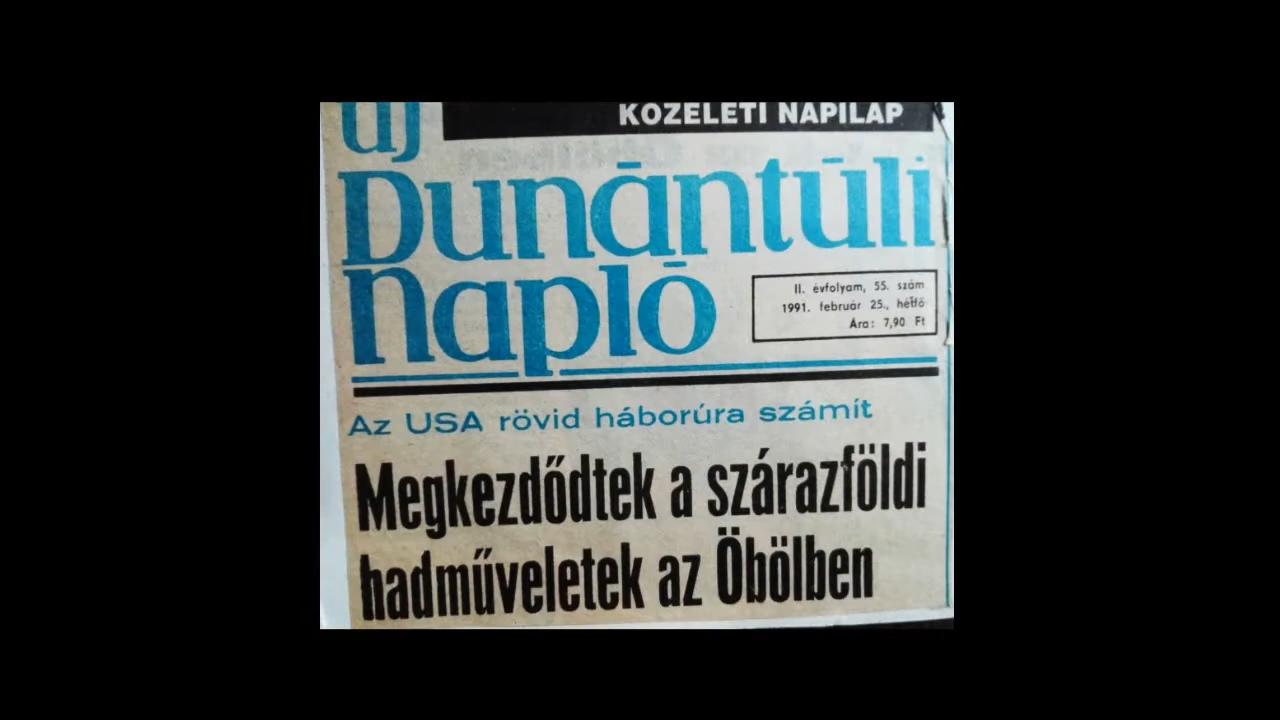 KÖZÉLETI NAPILAP
új
Dunántúli
Napló
II. évfolyam, 55. szám
1991. február 25., hétfő
Ára: 7,90 Ft
Az USA rövid háborúra számít
Megkezdődtek a szárazföldi
hadműveletek az Öbölben